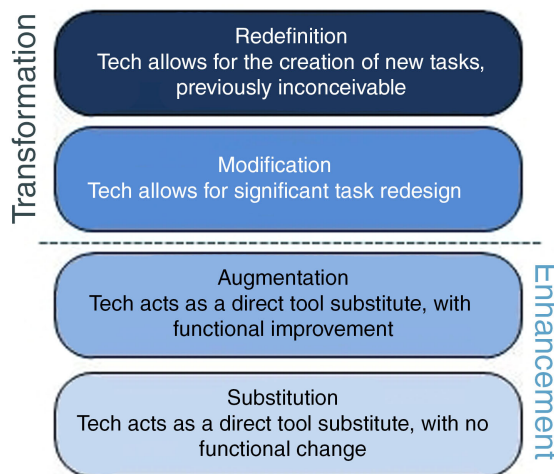 Transformation
Redefinition
Tech allows for the creation of new tasks,
previously inconceivable
Modification
Tech allows for significant task redesign
Enhancement
Augmentation
Tech acts as a direct tool substitute, with
functional improvement
Substitution
Tech acts as a direct tool substitute, with no
functional change